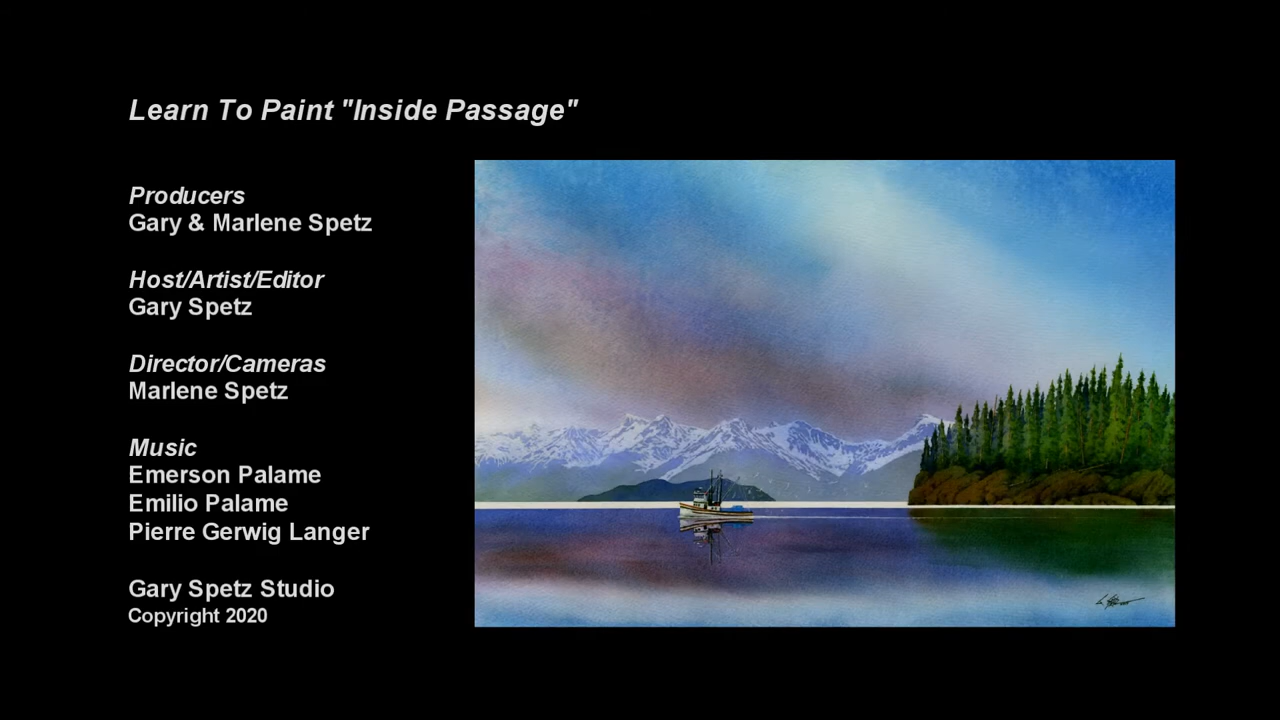 Learn To Paint "Inside Passage"
Producers
Gary & Marlene Spetz
Host/Artist/Editor
Gary Spetz
Director/Cameras
Marlene Spetz
Music
Emerson Palame
Emilio Palame
Pierre Gerwig Langer
Gary Spetz Studio
Copyright 2020